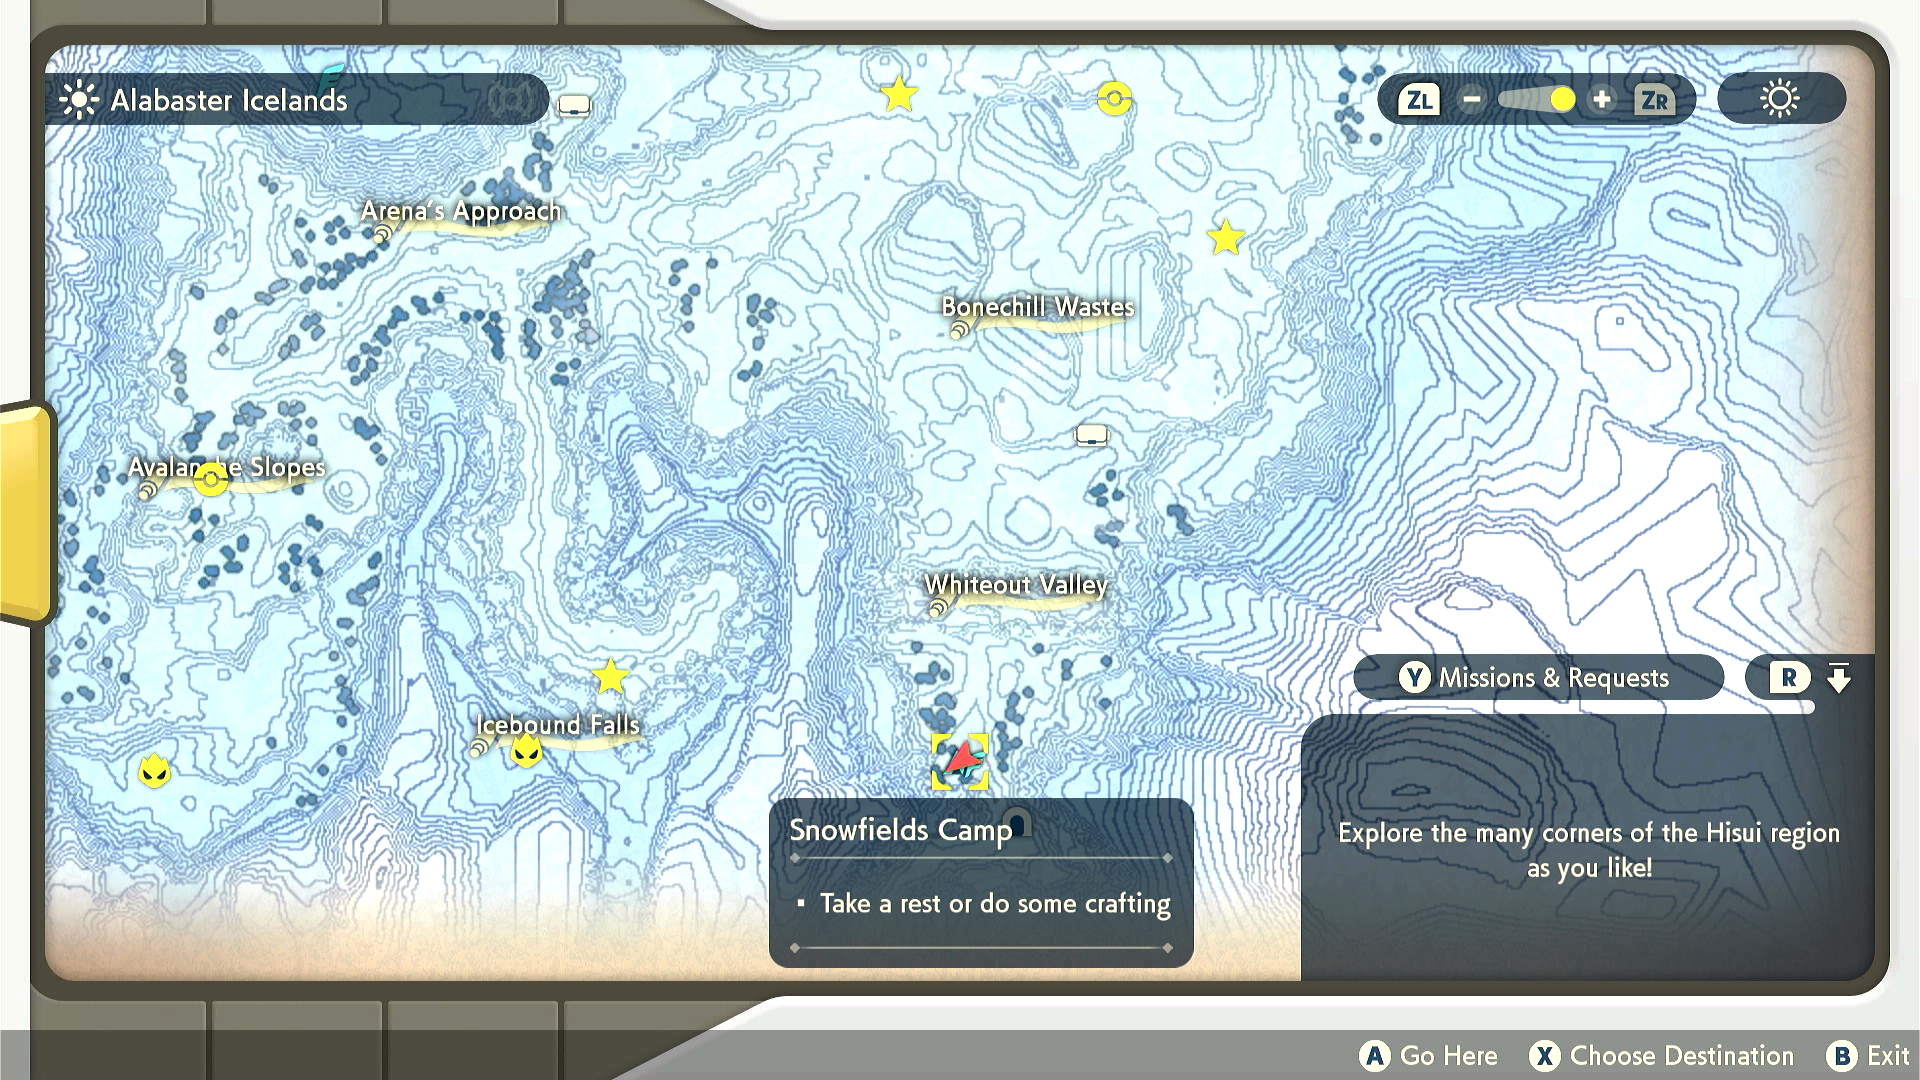 Alabaster Icelands
ZL
ZR
Arena's Approach
Bonechill Wastes
Avalanche Slopes
Whiteout Valley
Y Missions & Requests
R
Icebound Falls
Snowfields Camp
▪ Take a rest or do some crafting
Explore the many corners of the Hisui region
as you like!
A Go Here
X Choose Destination
B Exit